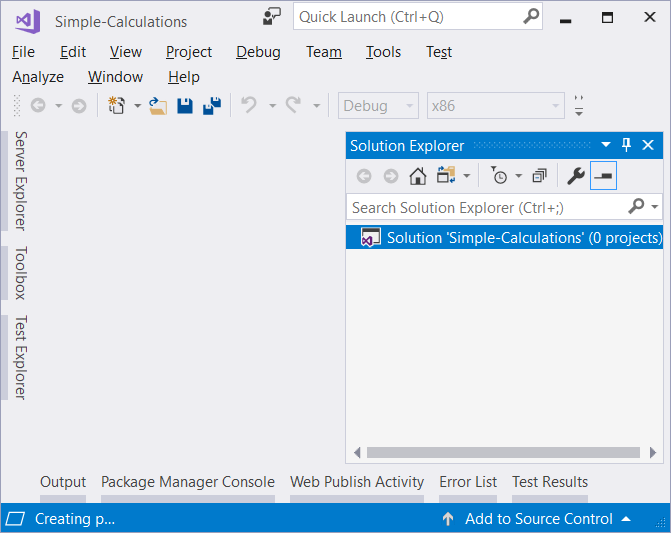 Simple-Calculations
Quick Launch (Ctrl+Q)
File Edit View Project Debug Team Tools Test
Analyze Window Help
Debug x86
Server Explorer
Toolbox
Test Explorer
Solution Explorer
Search Solution Explorer (Ctrl+;)
Solution 'Simple-Calculations' (0 projects)
Output Package Manager Console Web Publish Activity Error List Test Results
Creating p... Add to Source Control